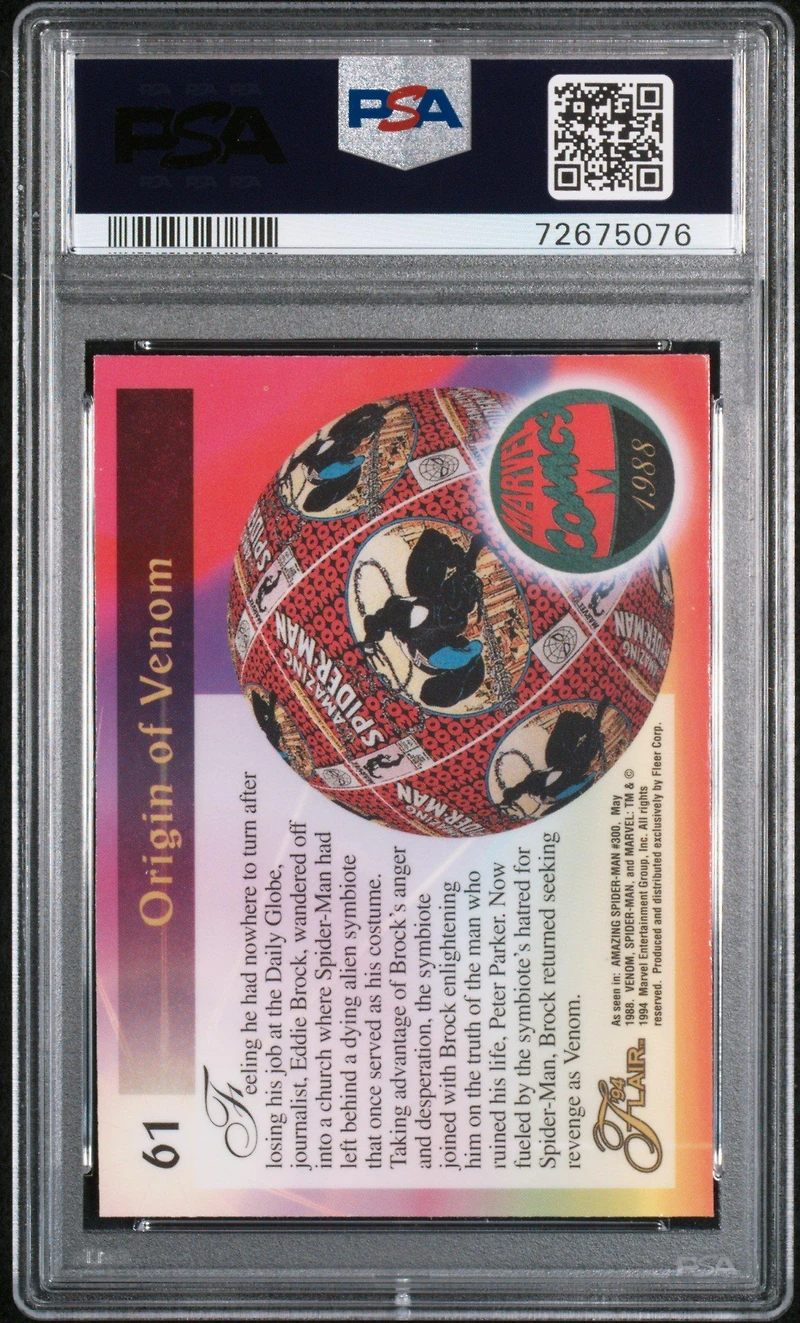 PSA
PSA
72675076
61
Origin of Venom
Feeling he had nowhere to turn after
losing his job at the Daily Globe,
journalist, Eddie Brock, wandered off
into a church where Spider-Man had
left behind a dying alien symbiote
that once served as his costume.
Taking advantage of Brock's anger
and desperation, the symbiote
joined with Brock enlightening
him on the truth of the man who
ruined his life, Peter Parker. Now
fueled by the symbiote's hatred for
Spider-Man, Brock returned seeking
revenge as Venom.
AMAZING
SPIDER-MAN
MARVEL
COMICS
M
1988
FLAIR '94
As seen in: AMAZING SPIDER-MAN #300, May
1988. VENOM, SPIDER-MAN, and MARVEL: TM & ©
1994 Marvel Entertainment Group, Inc. All rights
reserved. Produced and distributed exclusively by Fleer Corp.
PSA